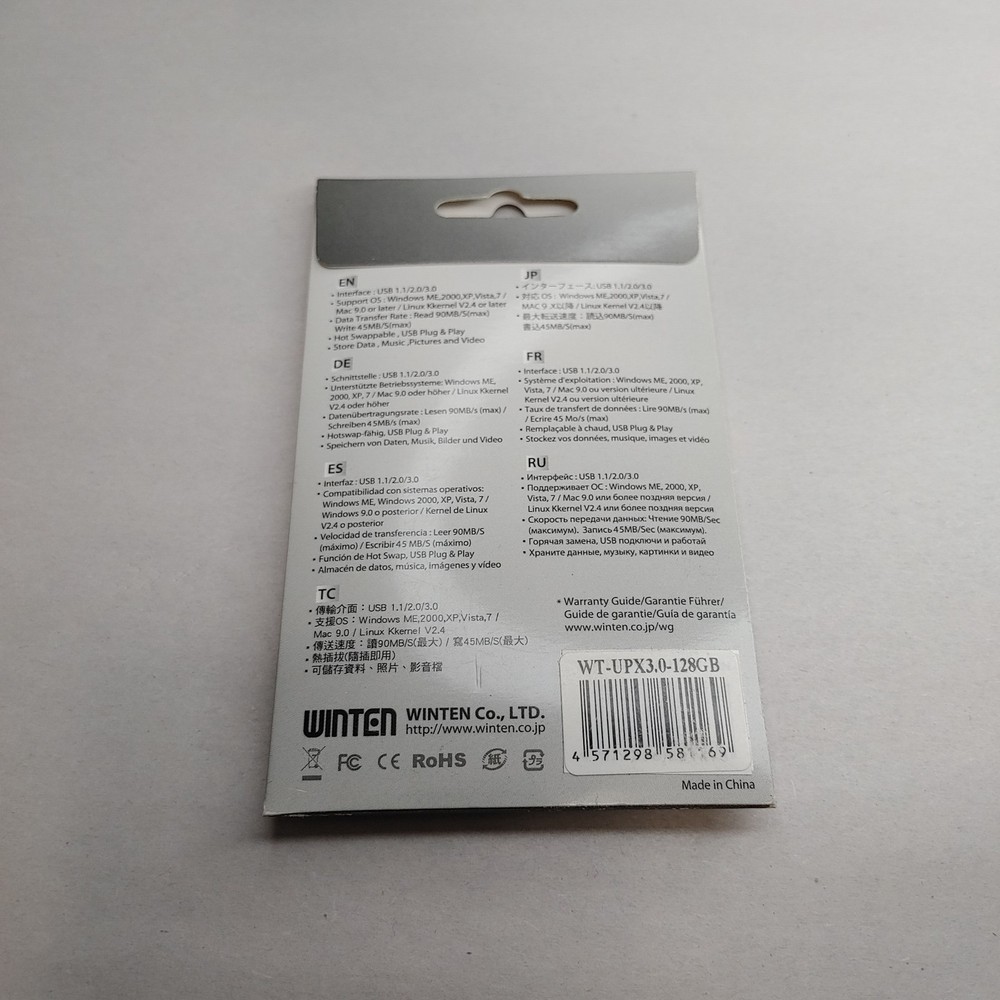 EN
• Interface : USB 1.1/2.0/3.0
• Support OS : Windows ME,2000,XP,Vista,7 /
Mac 9.0 or later / Linux Kkernel V2.4 or later
• Data Transfer Rate : Read 90MB/S(max)
Write 45MB/S(max)
• Hot Swappable , USB Plug & Play
• Store Data , Music ,Pictures and Video
JP
• インターフェース: USB 1.1/2.0/3.0
• 対応 OS : Windows ME,2000,XP,Vista,7 /
MAC 9 .X以降 / Linux Kernel V2.4以降
• 最大転送速度：読込90MB/S(max)
書込45MB/S(max)
DE
• Schnittstelle : USB 1.1/2.0/3.0
• Unterstützte Betriebssysteme: Windows ME,
2000, XP, 7 / Mac 9.0 oder höher / Linux Kkernel
V2.4 oder höher
• Datenübertragungsrate : Lesen 90MB/s (max) /
Schreiben 45MB/s (max)
• Hotswap-fähig, USB Plug & Play
• Speichern von Daten, Musik, Bilder und Video
FR
• Interface : USB 1.1/2.0/3.0
• Système d'exploitation : Windows ME, 2000, XP,
Vista, 7 / Mac 9.0 ou version ultérieure / Linux
Kernel V2.4 ou version ultérieure
• Taux de transfert de données : Lire 90MB/s (max)
/ Ecrire 45 Mo/s (max)
• Remplaçable à chaud, USB Plug & Play
• Stockez vos données, musique, images et vidéo
ES
• Interfaz : USB 1.1/2.0/3.0
• Compatibilidad con sistemas operativos:
Windows ME, Windows 2000, XP, Vista, 7 /
Windows 9.0 o posterior / Kernel de Linux
V2.4 o posterior
• Velocidad de transferencia : Leer 90MB/S
(máximo) / Escribir 45 MB/S (máximo)
• Función de Hot Swap, USB Plug & Play
• Almacén de datos, música, imágenes y vídeo
RU
• Интерфейс : USB 1.1/2.0/3.0
• Поддерживает ОС : Windows ME, 2000, XP,
Vista, 7 / Mac 9.0 или более поздняя версия /
Linux Kkernel V2.4 или более поздняя версия
• Скорость передачи данных: Чтение 90MB/Sec
(максимум). Запись 45MB/Sec (максимум).
• Горячая замена, USB подключи и работай
• Храните данные, музыку, картинки и видео
TC
• 傳輸介面：USB 1.1/2.0/3.0
• 支援OS：Windows ME,2000,XP,Vista,7 /
Mac 9.0 / Linux Kkernel V2.4
• 傳送速度：讀90MB/S(最大) / 寫45MB/S(最大)
• 熱插拔(隨插即用)
• 可儲存資料、照片、影音檔
* Warranty Guide/Garantie Führer/
Guide de garantie/Guía de garantía
www.winten.co.jp/wg
WINTEN WINTEN Co., LTD.
http://www.winten.co.jp
FC CE RoHS 紙 プラ
WT-UPX3.0-128GB
4 571298 581169
Made in China